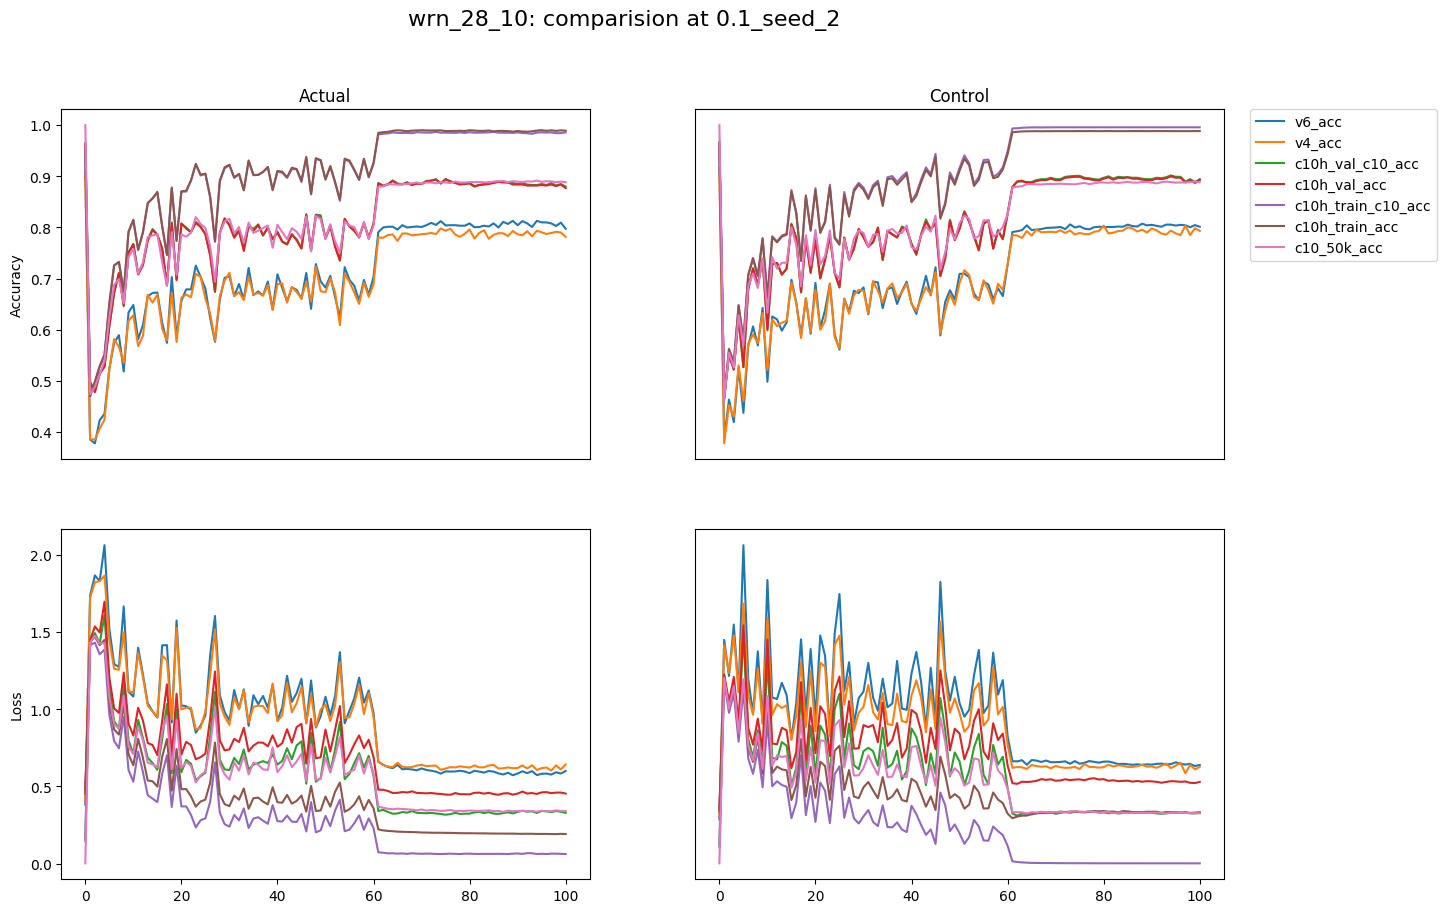 wrn_28_10: comparision at 0.1_seed_2
Actual
Control
Accuracy
1.0
0.9
0.8
0.7
0.6
0.5
0.4
v6_acc
v4_acc
c10h_val_c10_acc
c10h_val_acc
c10h_train_c10_acc
c10h_train_acc
c10_50k_acc
Loss
2.0
1.5
1.0
0.5
0.0
0 20 40 60 80 100
0 20 40 60 80 100